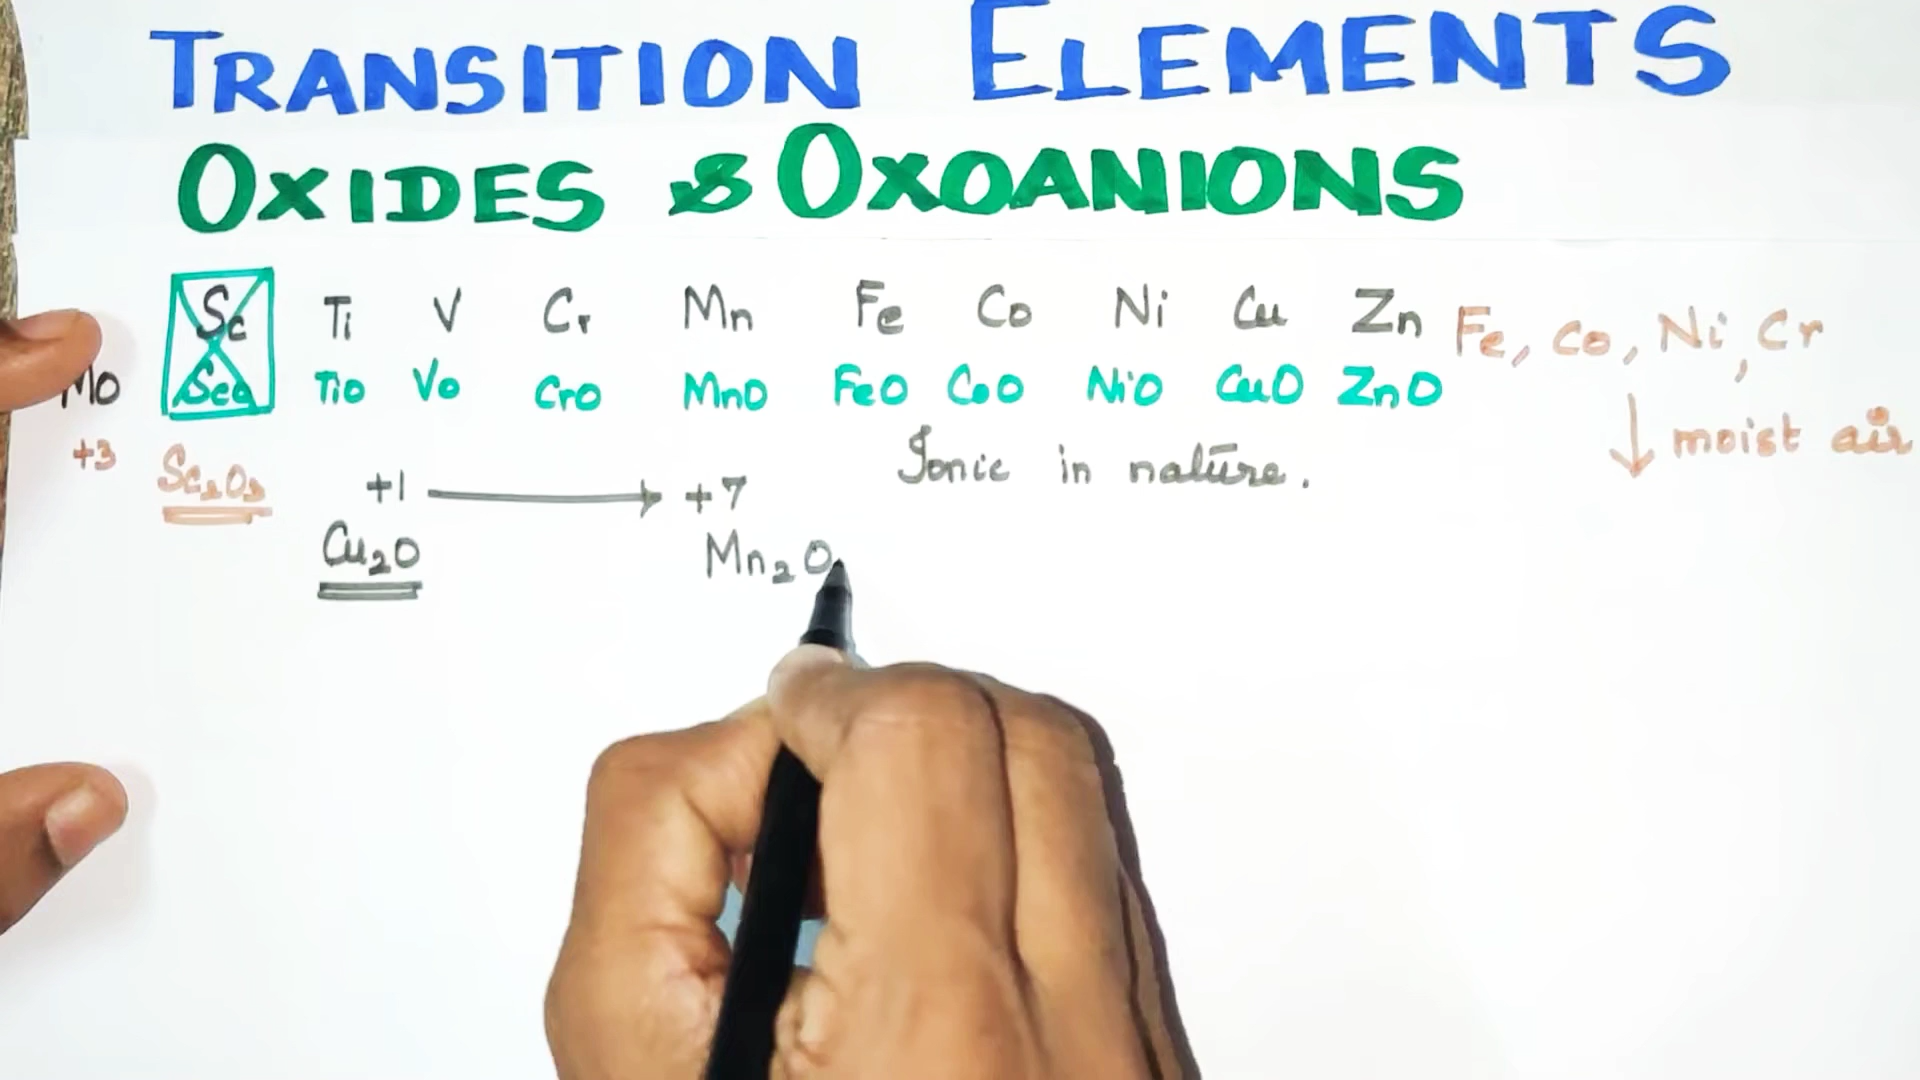 TRANSITION ELEMENTS
OXIDES & OXOANIONS
Sc Ti V Cr Mn Fe Co Ni Cu Zn Fe, Co, Ni, Cr
MO ScO TiO VO CrO MnO FeO CoO NiO CuO ZnO
moist air
+3 Sc₂O₃ Ionic in nature.
+1 → +7
Cu₂O Mn₂O